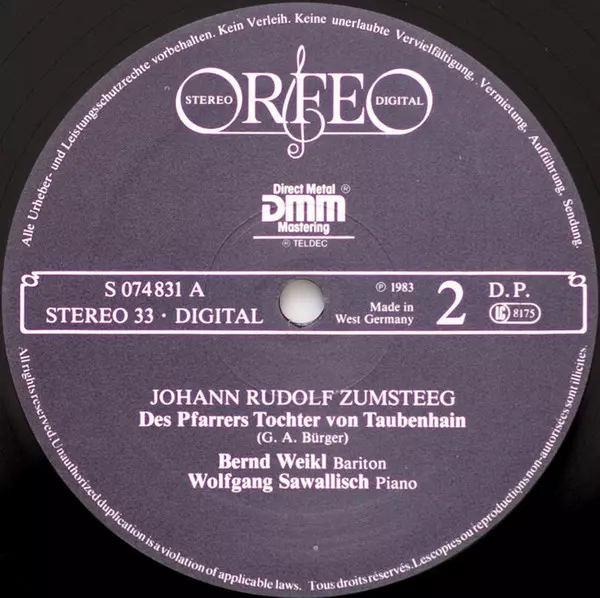 Alle Urheber- und Leistungsschutzrechte vorbehalten. Kein Verleih. Keine unerlaubte Vervielfältigung, Vermietung, Aufführung, Sendung.
STEREO ORFEO DIGITAL
Direct Metal ®
DMM
Mastering
℗ TELDEC
S 074831 A
STEREO 33 · DIGITAL
℗ 1983
Made in
West Germany
2
D.P.
LC 8175
JOHANN RUDOLF ZUMSTEEG
Des Pfarrers Tochter von Taubenhain
(G. A. Bürger)
Bernd Weikl Bariton
Wolfgang Sawallisch Piano
All rights reserved. Unauthorized duplication is a violation of applicable laws. Tous droits réservés. Les copies ou reproductions non-autorisées sont illicites.